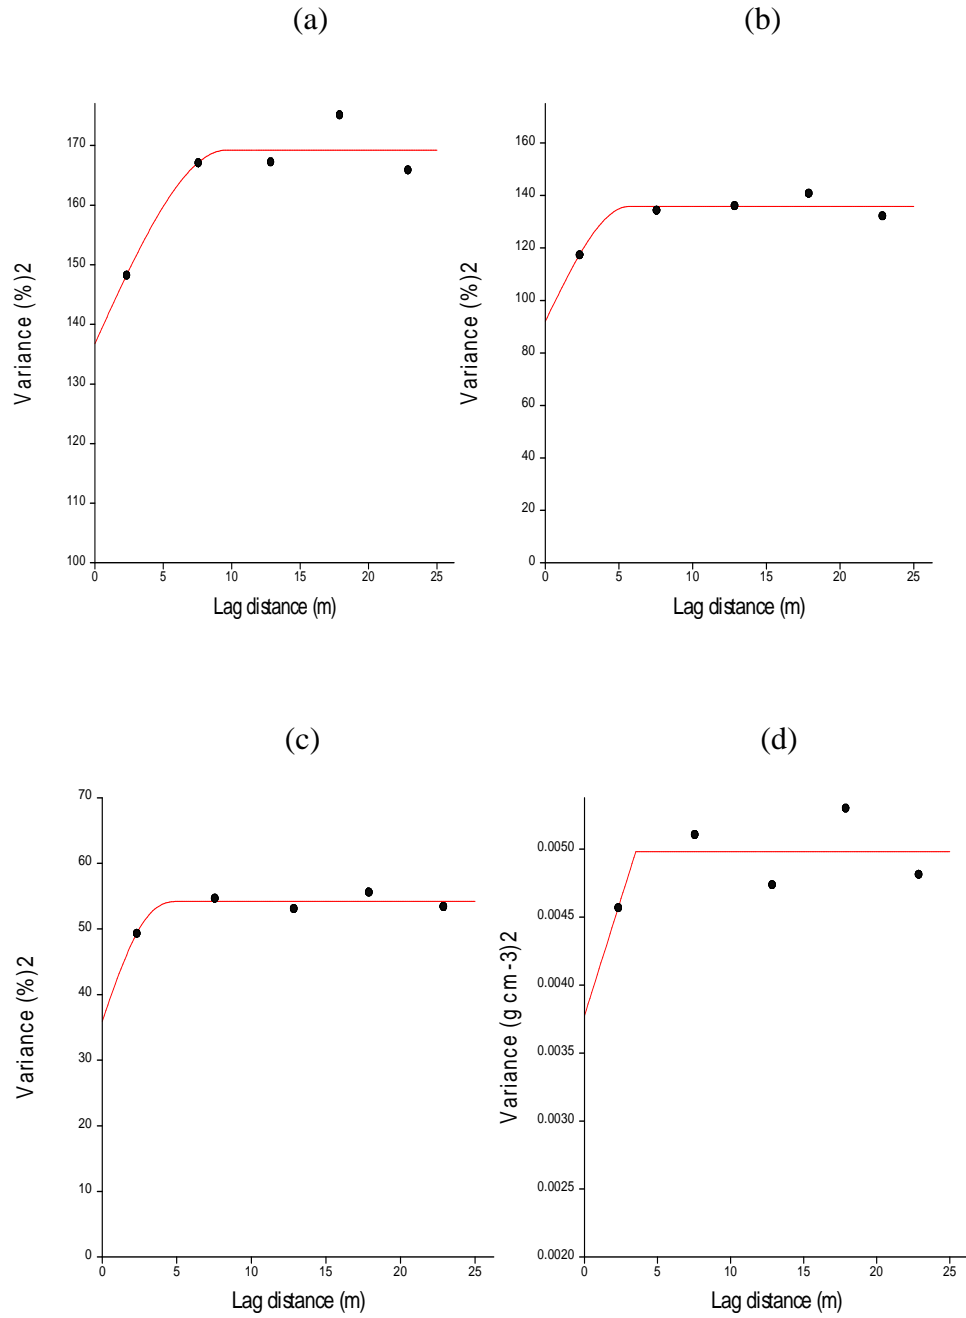 (a)
170
160
150
140
130
120
110
100
0 5 10 15 20 25
Variance (%)2
Lag distance (m)
(b)
160
140
120
100
80
60
40
20
0
0 5 10 15 20 25
Variance (%)2
Lag distance (m)
(c)
70
60
50
40
30
20
10
0
0 5 10 15 20 25
Variance (%)2
Lag distance (m)
(d)
0.0050
0.0045
0.0040
0.0035
0.0030
0.0025
0.0020
0 5 10 15 20 25
Variance (g cm-3)2
Lag distance (m)